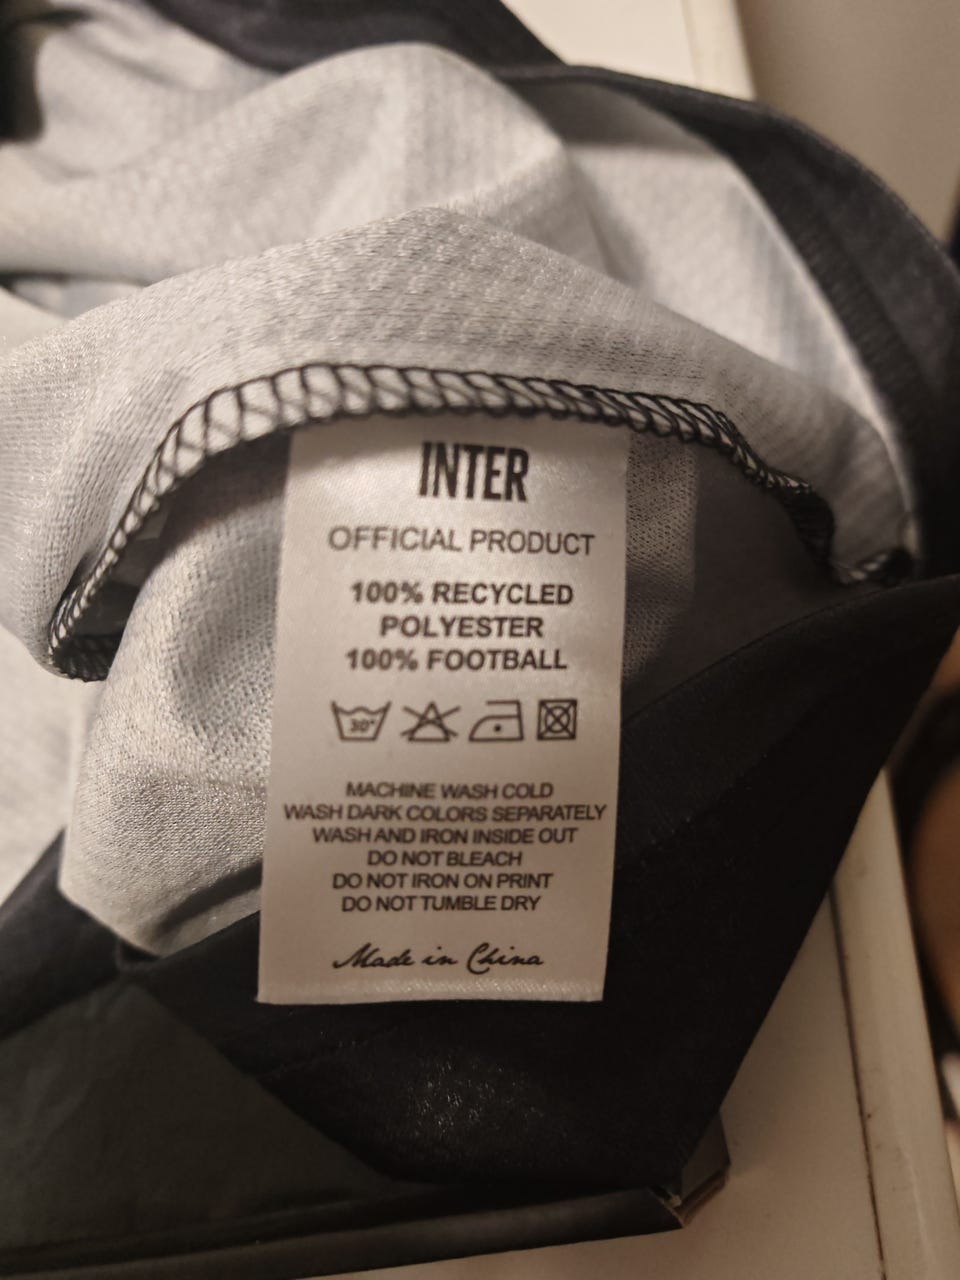 INTER
OFFICIAL PRODUCT
100% RECYCLED
POLYESTER
100% FOOTBALL
30°
MACHINE WASH COLD
WASH DARK COLORS SEPARATELY
WASH AND IRON INSIDE OUT
DO NOT BLEACH
DO NOT IRON ON PRINT
DO NOT TUMBLE DRY
Made in China